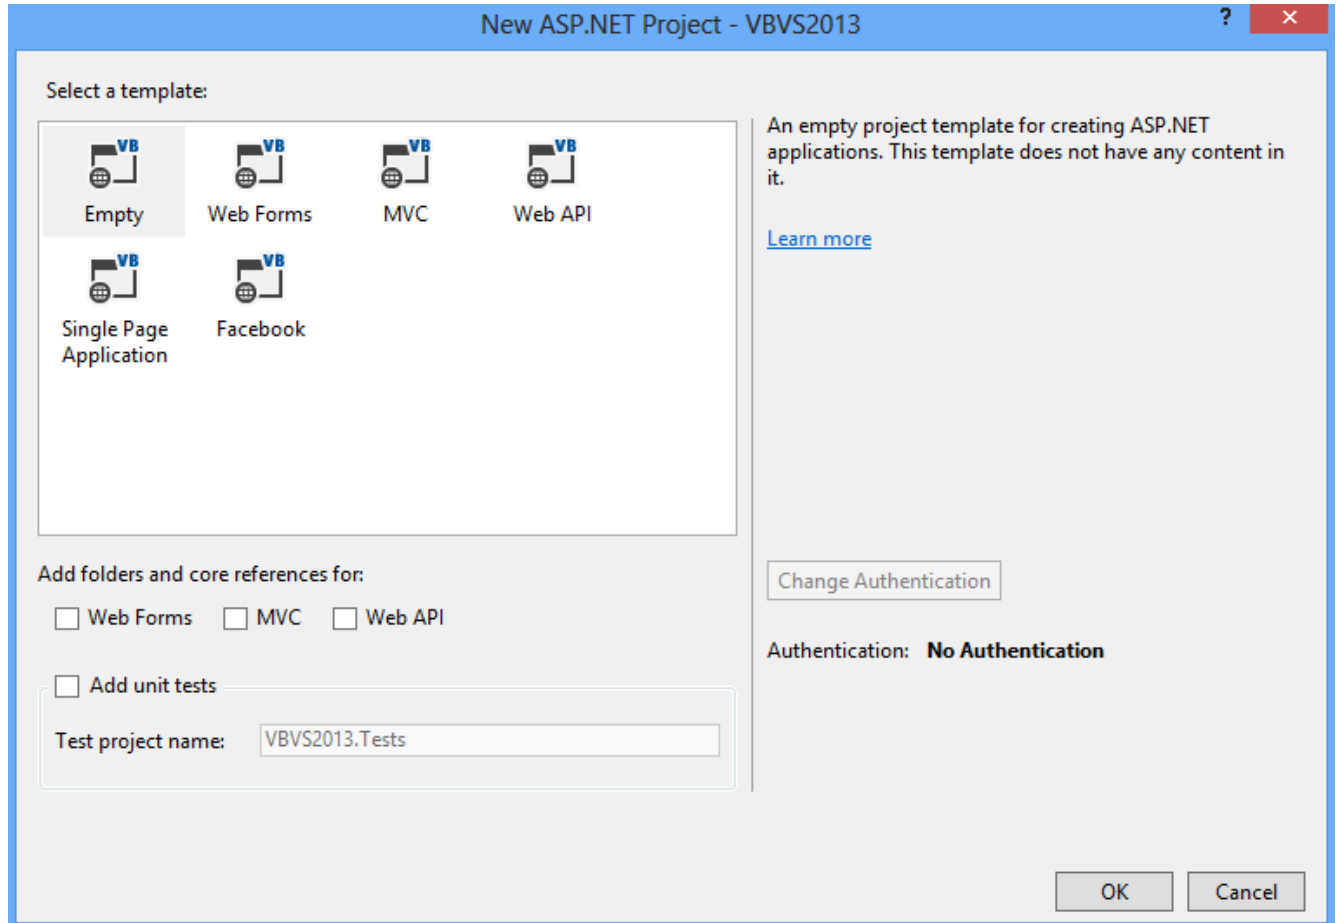 New ASP.NET Project - VBVS2013
?
Select a template:
VB
VB
VB
VB
Empty
Web Forms
MVC
Web API
VB
VB
Single Page
Application
Facebook
An empty project template for creating ASP.NET
applications. This template does not have any content in
it.
Learn more
Add folders and core references for:
Web Forms
MVC
Web API
Add unit tests
Test project name:
VBVS2013.Tests
Change Authentication
Authentication: No Authentication
OK
Cancel